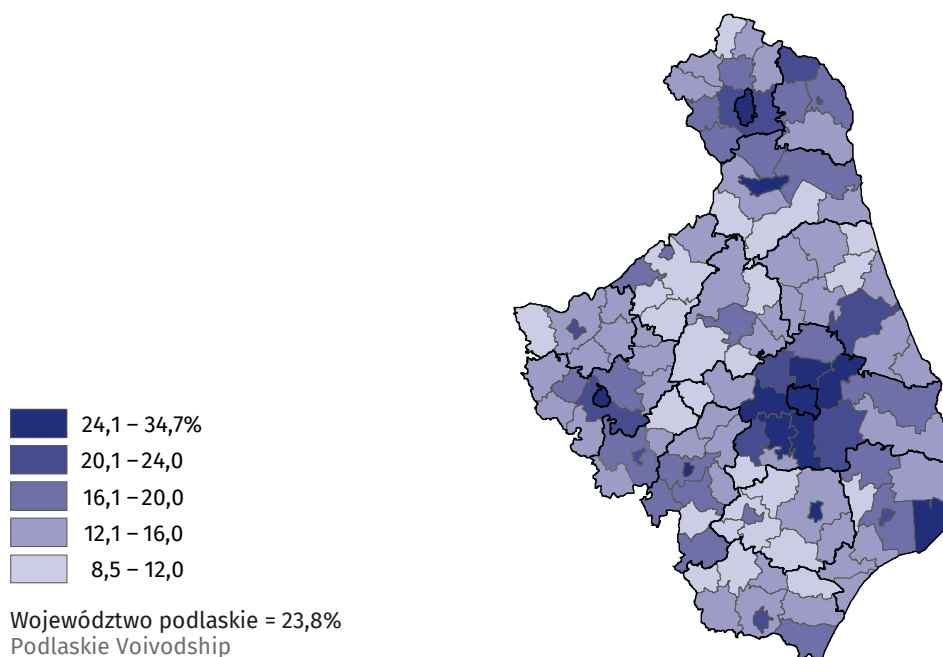 24,1 – 34,7%
20,1 – 24,0
16,1 – 20,0
12,1 – 16,0
8,5 – 12,0
Województwo podlaskie = 23,8%
Podlaskie Voivodship